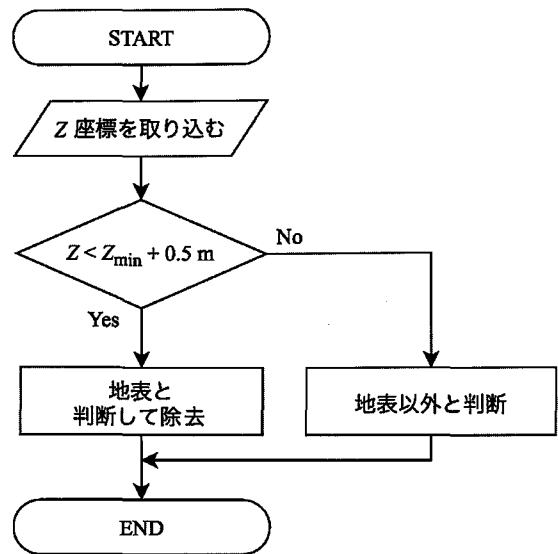 START
Z 座標を取り込む
Z < Zmin + 0.5 m
No
Yes
地表と
判断して除去
地表以外と判断
END